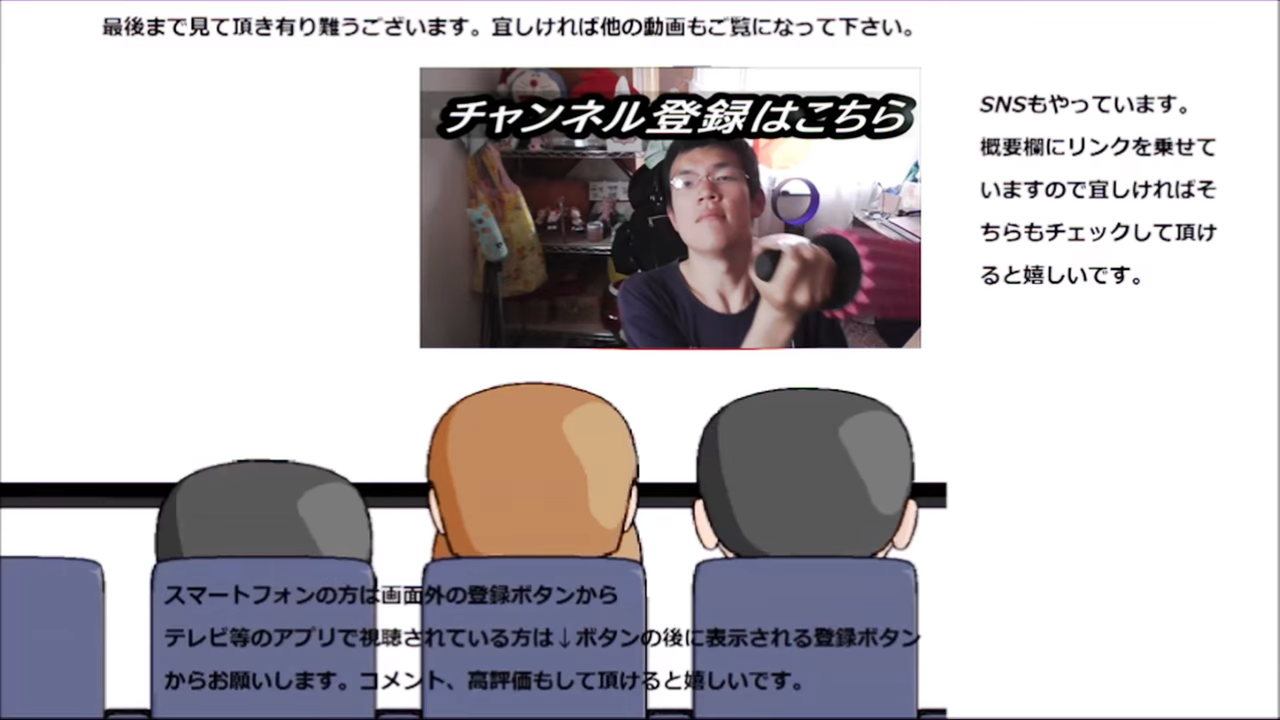 最後まで見て頂き有り難うございます。宜しければ他の動画もご覧になって下さい。
チャンネル登録はこちら
SNSもやっています。
概要欄にリンクを乗せて
いますので宜しければそ
ちらもチェックして頂け
ると嬉しいです。
スマートフォンの方は画面外の登録ボタンから
テレビ等のアプリで視聴されている方は↓ボタンの後に表示される登録ボタン
からお願いします。コメント、高評価もして頂けると嬉しいです。